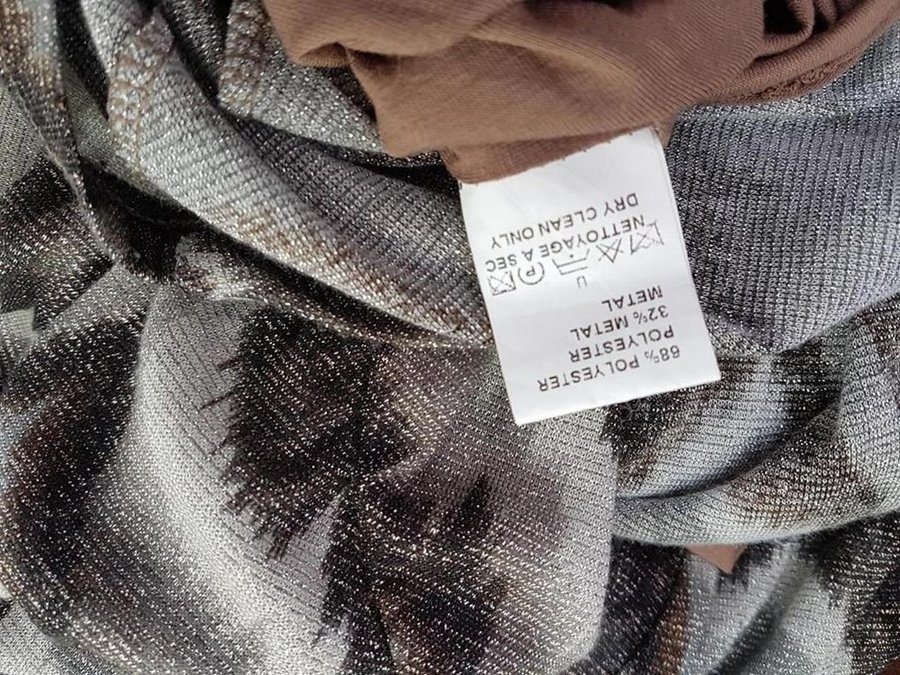 68% POLYESTER
POLYESTER
32% METAL
METAL
U
P
NETTOYAGE A SEC
DRY CLEAN ONLY